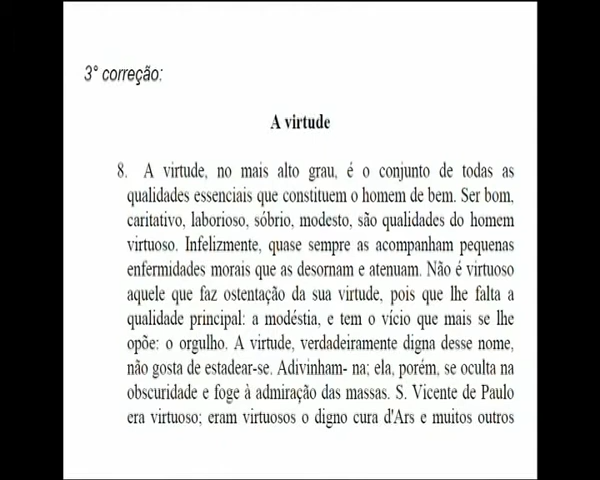 3° correção:
A virtude
8. A virtude, no mais alto grau, é o conjunto de todas as
qualidades essenciais que constituem o homem de bem. Ser bom,
caritativo, laborioso, sóbrio, modesto, são qualidades do homem
virtuoso. Infelizmente, quase sempre as acompanham pequenas
enfermidades morais que as desornam e atenuam. Não é virtuoso
aquele que faz ostentação da sua virtude, pois que lhe falta a
qualidade principal: a modéstia, e tem o vício que mais se lhe
opõe: o orgulho. A virtude, verdadeiramente digna desse nome,
não gosta de estadear-se. Adivinham- na; ela, porém, se oculta na
obscuridade e foge à admiração das massas. S. Vicente de Paulo
era virtuoso; eram virtuosos o digno cura d'Ars e muitos outros